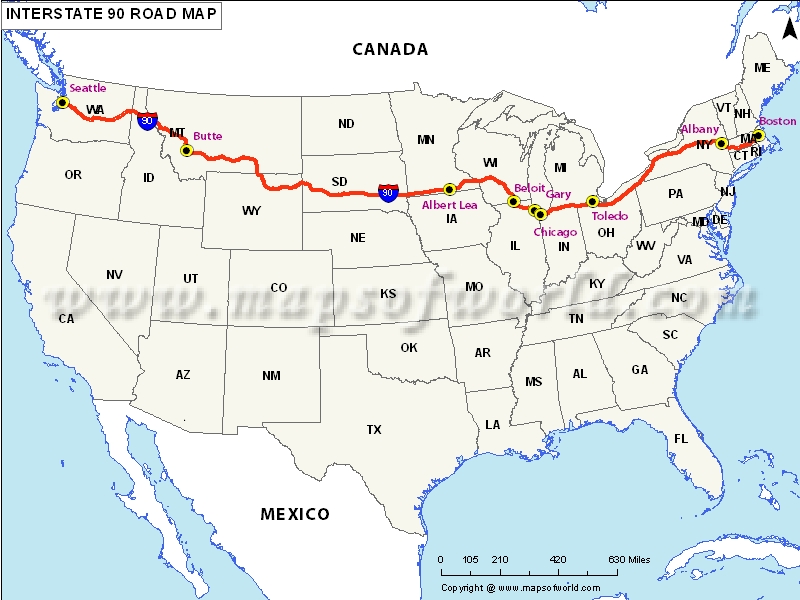 INTERSTATE 90 ROAD MAP
CANADA
ME
Seattle
WA
90
VT
NH
Boston
MT
Butte
ND
MN
Albany
NY
MA
CT
RI
OR
ID
SD
90
WI
MI
Albert Lea
Beloit
Gary
Chicago
Toledo
WY
IA
PA
NJ
NE
IL
IN
OH
MD
DE
WV
VA
NV
UT
CO
KS
MO
KY
www.mapsofworld.com
NC
CA
TN
SC
AZ
NM
OK
AR
MS
AL
GA
TX
LA
FL
MEXICO
0 105 210 420 630 Miles
Copyright @ www.mapsofworld.com